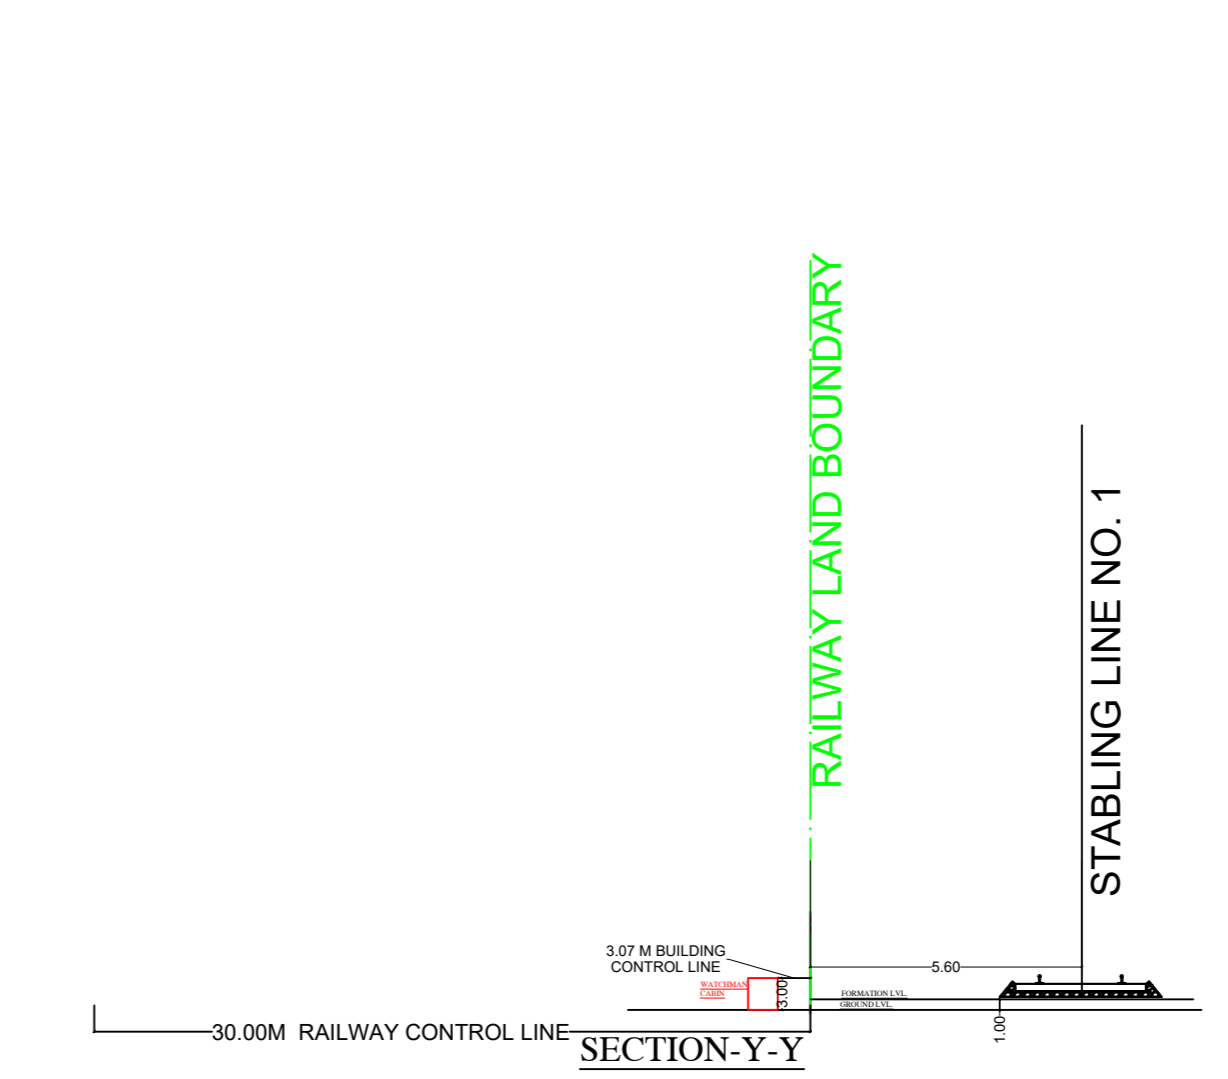 RAILWAY LAND BOUNDARY
STABLING LINE NO. 1
3.07 M BUILDING
CONTROL LINE
5.60
WATCHMAN
CABIN
3.00
FORMATION LVL.
GROUND LVL.
1.00
30.00M RAILWAY CONTROL LINE
SECTION-Y-Y